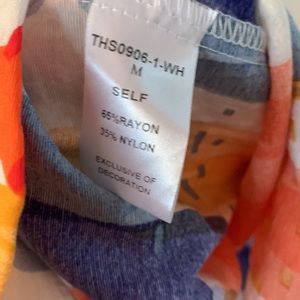 THS0906-1-WH
M
SELF
65%RAYON
35% NYLON
EXCLUSIVE OF
DECORATION